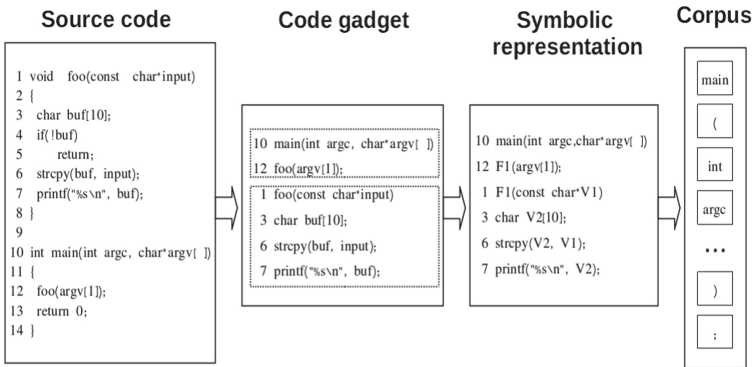 Source code
1 void foo(const char*input)
2 {
3 char buf[10];
4 if(!buf)
5 return;
6 strcpy(buf, input);
7 printf("%s\n", buf);
8 }
9
10 int main(int argc, char*argv[ ])
11 {
12 foo(argv[1]);
13 return 0;
14 }
Code gadget
10 main(int argc, char*argv[ ])
12 foo(argv[1]);
1 foo(const char*input)
3 char buf[10];
6 strcpy(buf, input);
7 printf("%s\n", buf);
Symbolic
representation
10 main(int argc,char*argv[ ])
12 F1(argv[1]);
1 F1(const char*V1)
3 char V2[10];
6 strcpy(V2, V1);
7 printf("%s\n", V2);
Corpus
main
(
int
argc
...
)
;